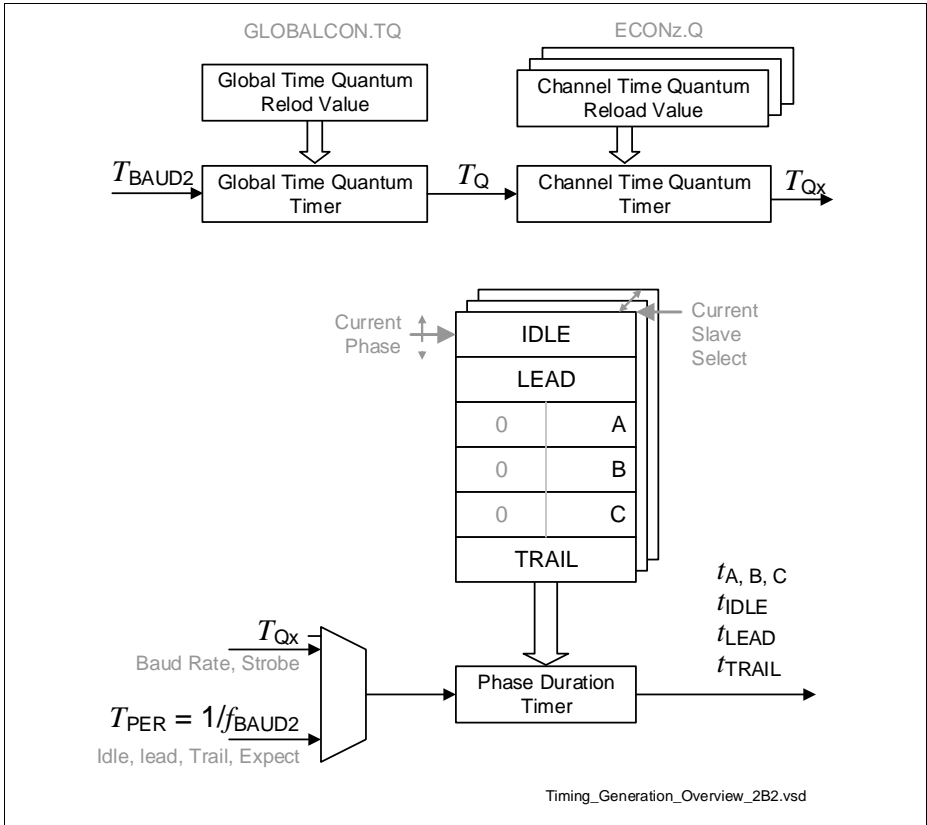 GLOBALCON.TQ
ECONz.Q
Global Time Quantum
Relod Value
Channel Time Quantum
Reload Value
TBAUD2
Global Time Quantum
Timer
TQ
Channel Time Quantum
Timer
TQx
Current
Phase
IDLE
Current
Slave
Select
LEAD
0 A
0 B
0 C
TRAIL
tA, B, C
tIDLE
tLEAD
tTRAIL
TQx
Baud Rate, Strobe
Phase Duration
Timer
TPER = 1/fBAUD2
Idle, lead, Trail, Expect
Timing_Generation_Overview_2B2.vsd